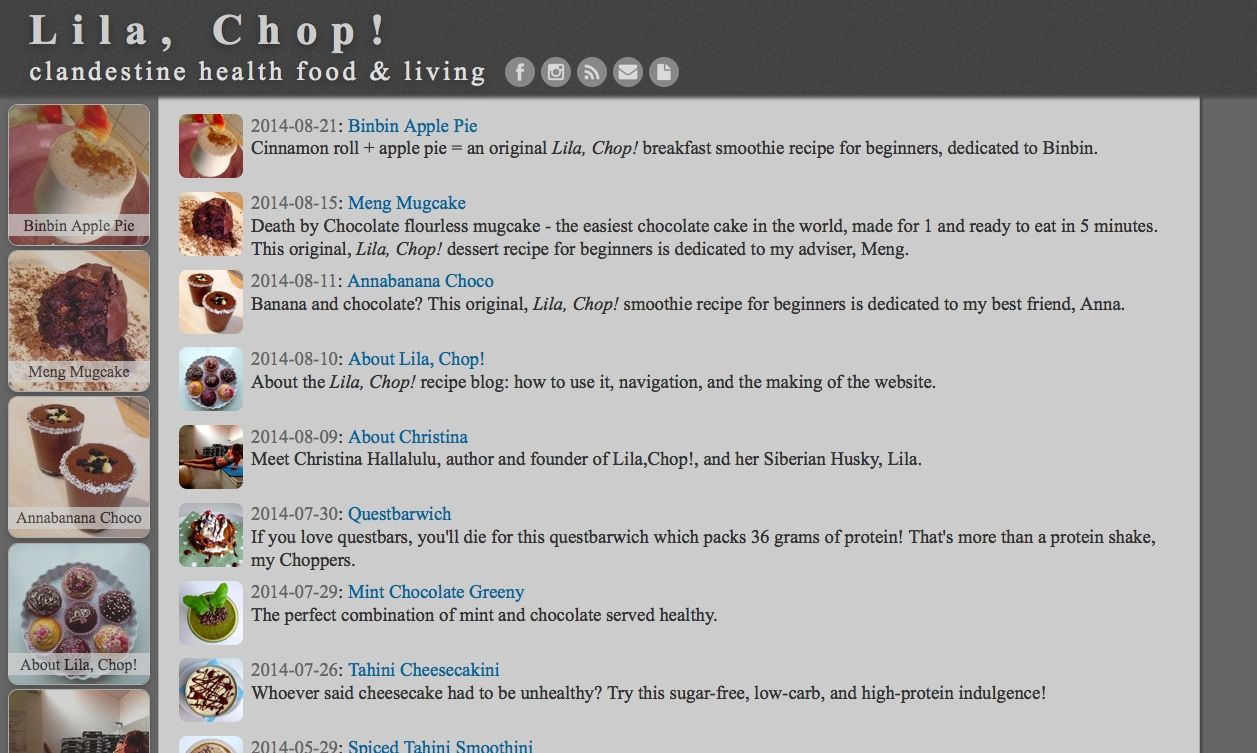 Lila, Chop!
clandestine health food & living
Binbin Apple Pie
Meng Mugcake
Annabanana Choco
About Lila, Chop!
2014-08-21: Binbin Apple Pie
Cinnamon roll + apple pie = an original Lila, Chop! breakfast smoothie recipe for beginners, dedicated to Binbin.
2014-08-15: Meng Mugcake
Death by Chocolate flourless mugcake - the easiest chocolate cake in the world, made for 1 and ready to eat in 5 minutes.
This original, Lila, Chop! dessert recipe for beginners is dedicated to my adviser, Meng.
2014-08-11: Annabanana Choco
Banana and chocolate? This original, Lila, Chop! smoothie recipe for beginners is dedicated to my best friend, Anna.
2014-08-10: About Lila, Chop!
About the Lila, Chop! recipe blog: how to use it, navigation, and the making of the website.
2014-08-09: About Christina
Meet Christina Hallalulu, author and founder of Lila,Chop!, and her Siberian Husky, Lila.
2014-07-30: Questbarwich
If you love questbars, you'll die for this questbarwich which packs 36 grams of protein! That's more than a protein shake,
my Choppers.
2014-07-29: Mint Chocolate Greeny
The perfect combination of mint and chocolate served healthy.
2014-07-26: Tahini Cheesecakini
Whoever said cheesecake had to be unhealthy? Try this sugar-free, low-carb, and high-protein indulgence!
2014-05-29: Spiced Tahini Smoothini